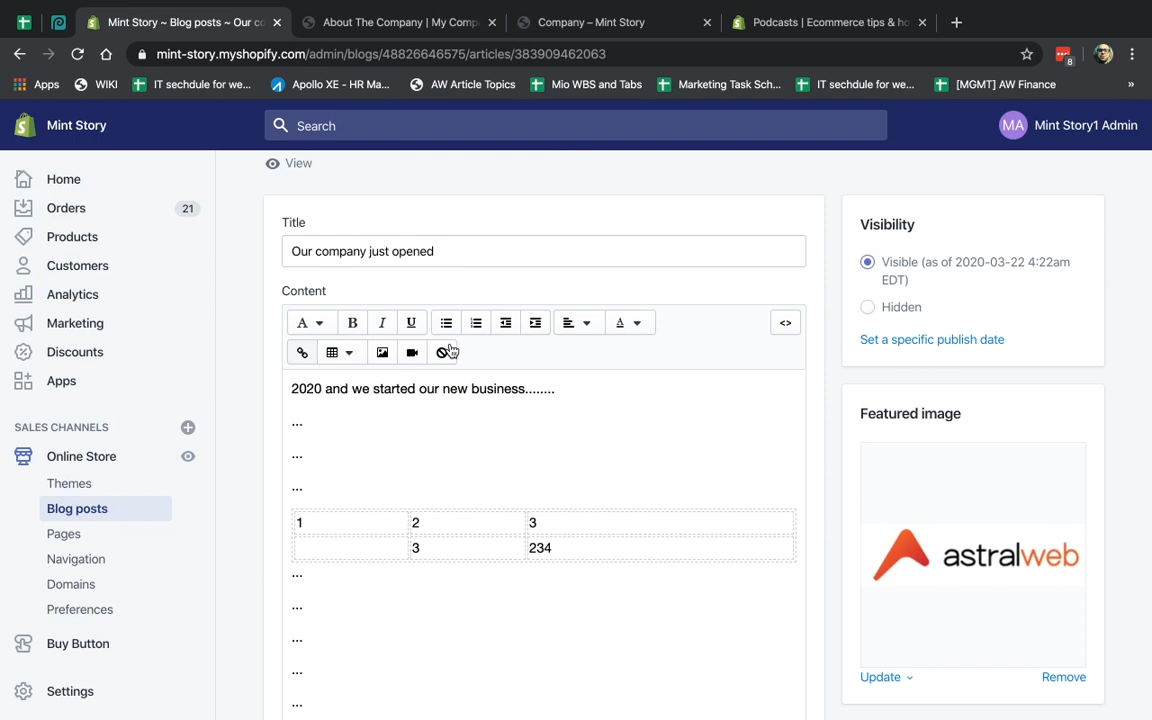 Mint Story ~ Blog posts ~ Our co
About The Company | My Comp
Company – Mint Story
Podcasts | Ecommerce tips & ho
mint-story.myshopify.com/admin/blogs/48826646575/articles/383909462063
8
Apps
WIKI
IT sechdule for we...
Apollo XE - HR Ma...
AW Article Topics
Mio WBS and Tabs
Marketing Task Sch...
IT sechdule for we...
[MGMT] AW Finance
»
Mint Story
Search
MA
Mint Story1 Admin
View
Home
Orders
21
Products
Customers
Analytics
Marketing
Discounts
Apps
SALES CHANNELS
Online Store
Themes
Blog posts
Pages
Navigation
Domains
Preferences
Buy Button
Settings
Title
Our company just opened
Content
A
B
I
U
A
<>
2020 and we started our new business........
...
...
...
1 2 3
3 234
...
...
...
...
...
Visibility
Visible (as of 2020-03-22 4:22am
EDT)
Hidden
Set a specific publish date
Featured image
astralweb
Update
Remove